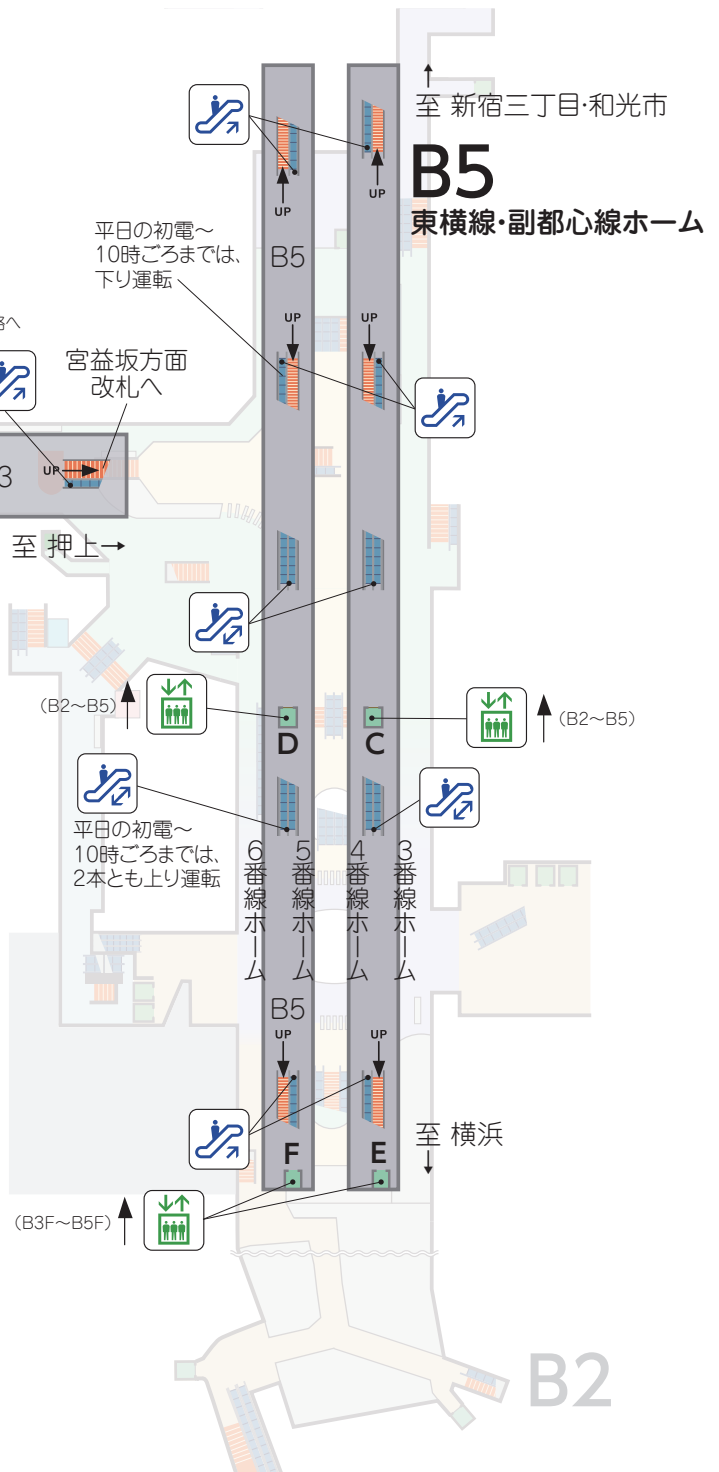 至 新宿三丁目・和光市
B5
東横線・副都心線ホーム
UP
UP
平日の初電～
10時ごろまでは、
下り運転
B5
UP
UP
宮益坂方面
改札へ
UP
3
至 押上→
(B2～B5)
(B2～B5)
D
C
平日の初電～
10時ごろまでは、
2本とも上り運転
6番線ホーム
5番線ホーム
4番線ホーム
3番線ホーム
B5
UP
UP
至 横浜
F
E
(B3F～B5F)
B2